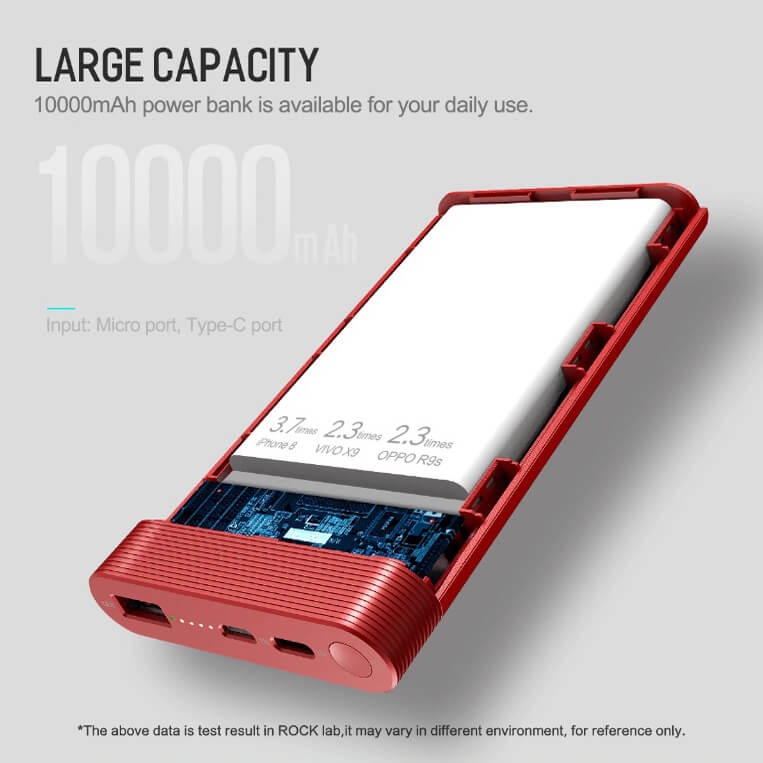 LARGE CAPACITY
10000mAh power bank is available for your daily use.
10000mAh
Input: Micro port, Type-C port
3.7times 2.3times 2.3times
iPhone 8 VIVO X9 OPPO R9s
*The above data is test result in ROCK lab,it may vary in different environment, for reference only.